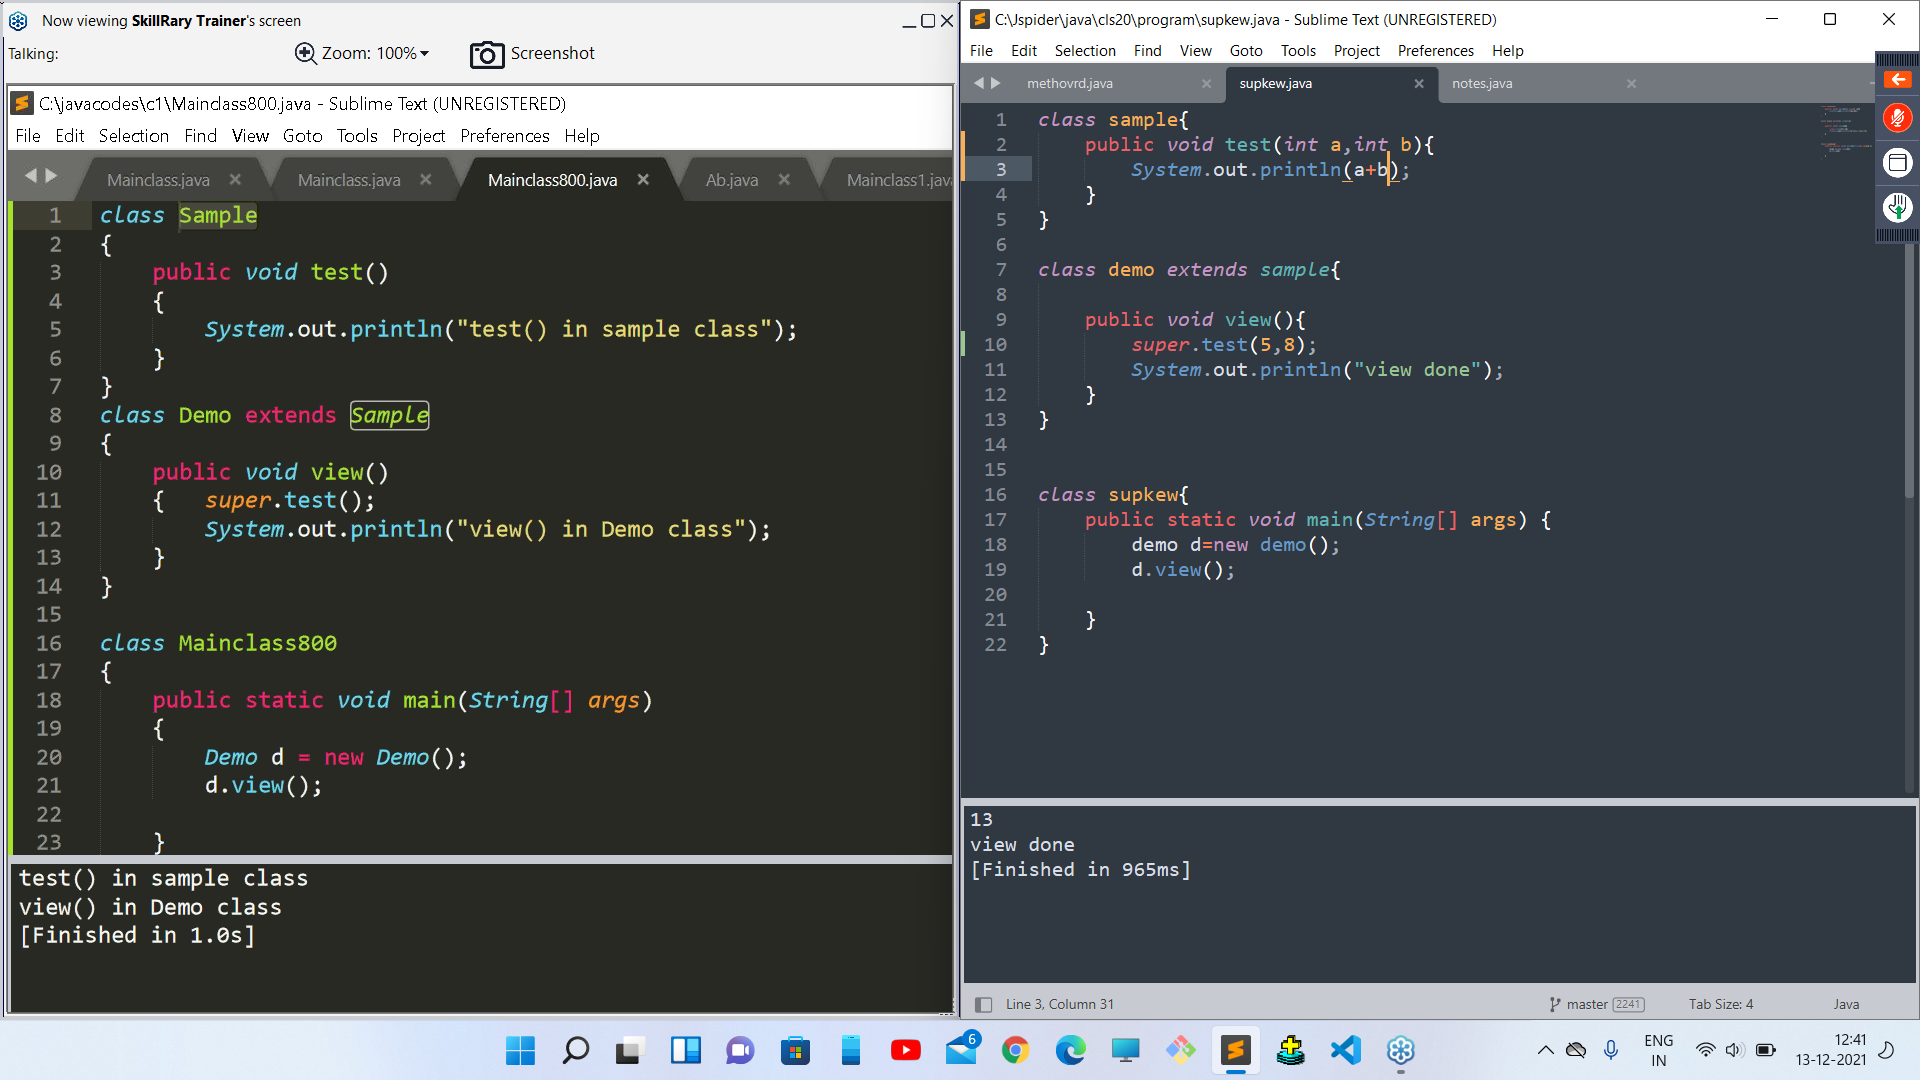 Now viewing SkillRary Trainer's screen
Talking:
Zoom: 100%
Screenshot
C:\javacodes\c1\Mainclass800.java - Sublime Text (UNREGISTERED)
File Edit Selection Find View Goto Tools Project Preferences Help
Mainclass.java Mainclass.java Mainclass800.java Ab.java Mainclass1.java
1 class Sample
2 {
3 public void test()
4 {
5 System.out.println("test() in sample class");
6 }
7 }
8 class Demo extends Sample
9 {
10 public void view()
11 { super.test();
12 System.out.println("view() in Demo class");
13 }
14 }
15
16 class Mainclass800
17 {
18 public static void main(String[] args)
19 {
20 Demo d = new Demo();
21 d.view();
22
23 }
test() in sample class
view() in Demo class
[Finished in 1.0s]
C:\Jspider\java\cls20\program\supkew.java - Sublime Text (UNREGISTERED)
File Edit Selection Find View Goto Tools Project Preferences Help
methovrd.java supkew.java notes.java
1 class sample{
2 public void test(int a,int b){
3 System.out.println(a+b);
4 }
5 }
6
7 class demo extends sample{
8
9 public void view(){
10 super.test(5,8);
11 System.out.println("view done");
12 }
13 }
14
15
16 class supkew{
17 public static void main(String[] args) {
18 demo d=new demo();
19 d.view();
20
21 }
22 }
13
view done
[Finished in 965ms]
Line 3, Column 31
master 2241
Tab Size: 4
Java
6
ENG
IN
12:41
13-12-2021